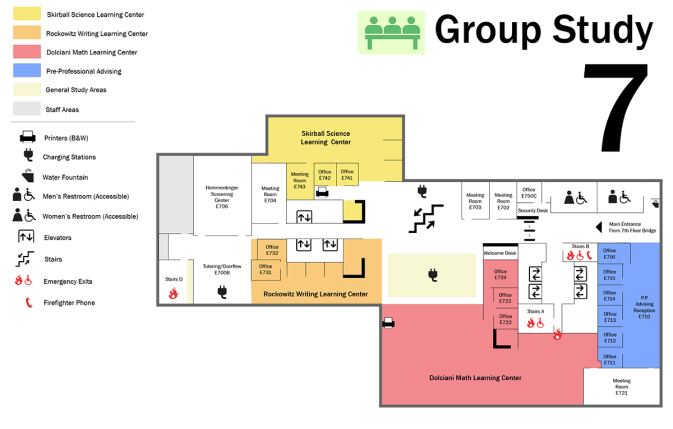 Skirball Science Learning Center
Rockowitz Writing Learning Center
Dolciani Math Learning Center
Pre-Professional Advising
General Study Areas
Staff Areas
Printers (B&W)
Charging Stations
Water Fountain
Men's Restroom (Accessible)
Women's Restroom (Accessible)
Elevators
Stairs
Emergency Exits
Firefighter Phone
Group Study
7
Skirball Science
Learning Center
Hemmerdinger
Screening
Center
E706
Meeting
Room
E704
Meeting
Room
E743
Office
E742
Office
E741
Meeting
Room
E703
Meeting
Room
E702
Office
E750C
Security Desk
Main Entrance
From 7th Floor Bridge
Stairs D
Tutoring/Overflow
E700B
Office
E732
Office
E731
Rockowitz Writing Learning Center
Welcome Desk
Office
E724
Office
E723
Office
E722
Stairs A
Stairs B
Office
E716
Office
E715
Office
E714
Office
E713
Office
E712
Office
E711
P.P
Advising
Reception
E710
Dolciani Math Learning Center
Meeting
Room
E721